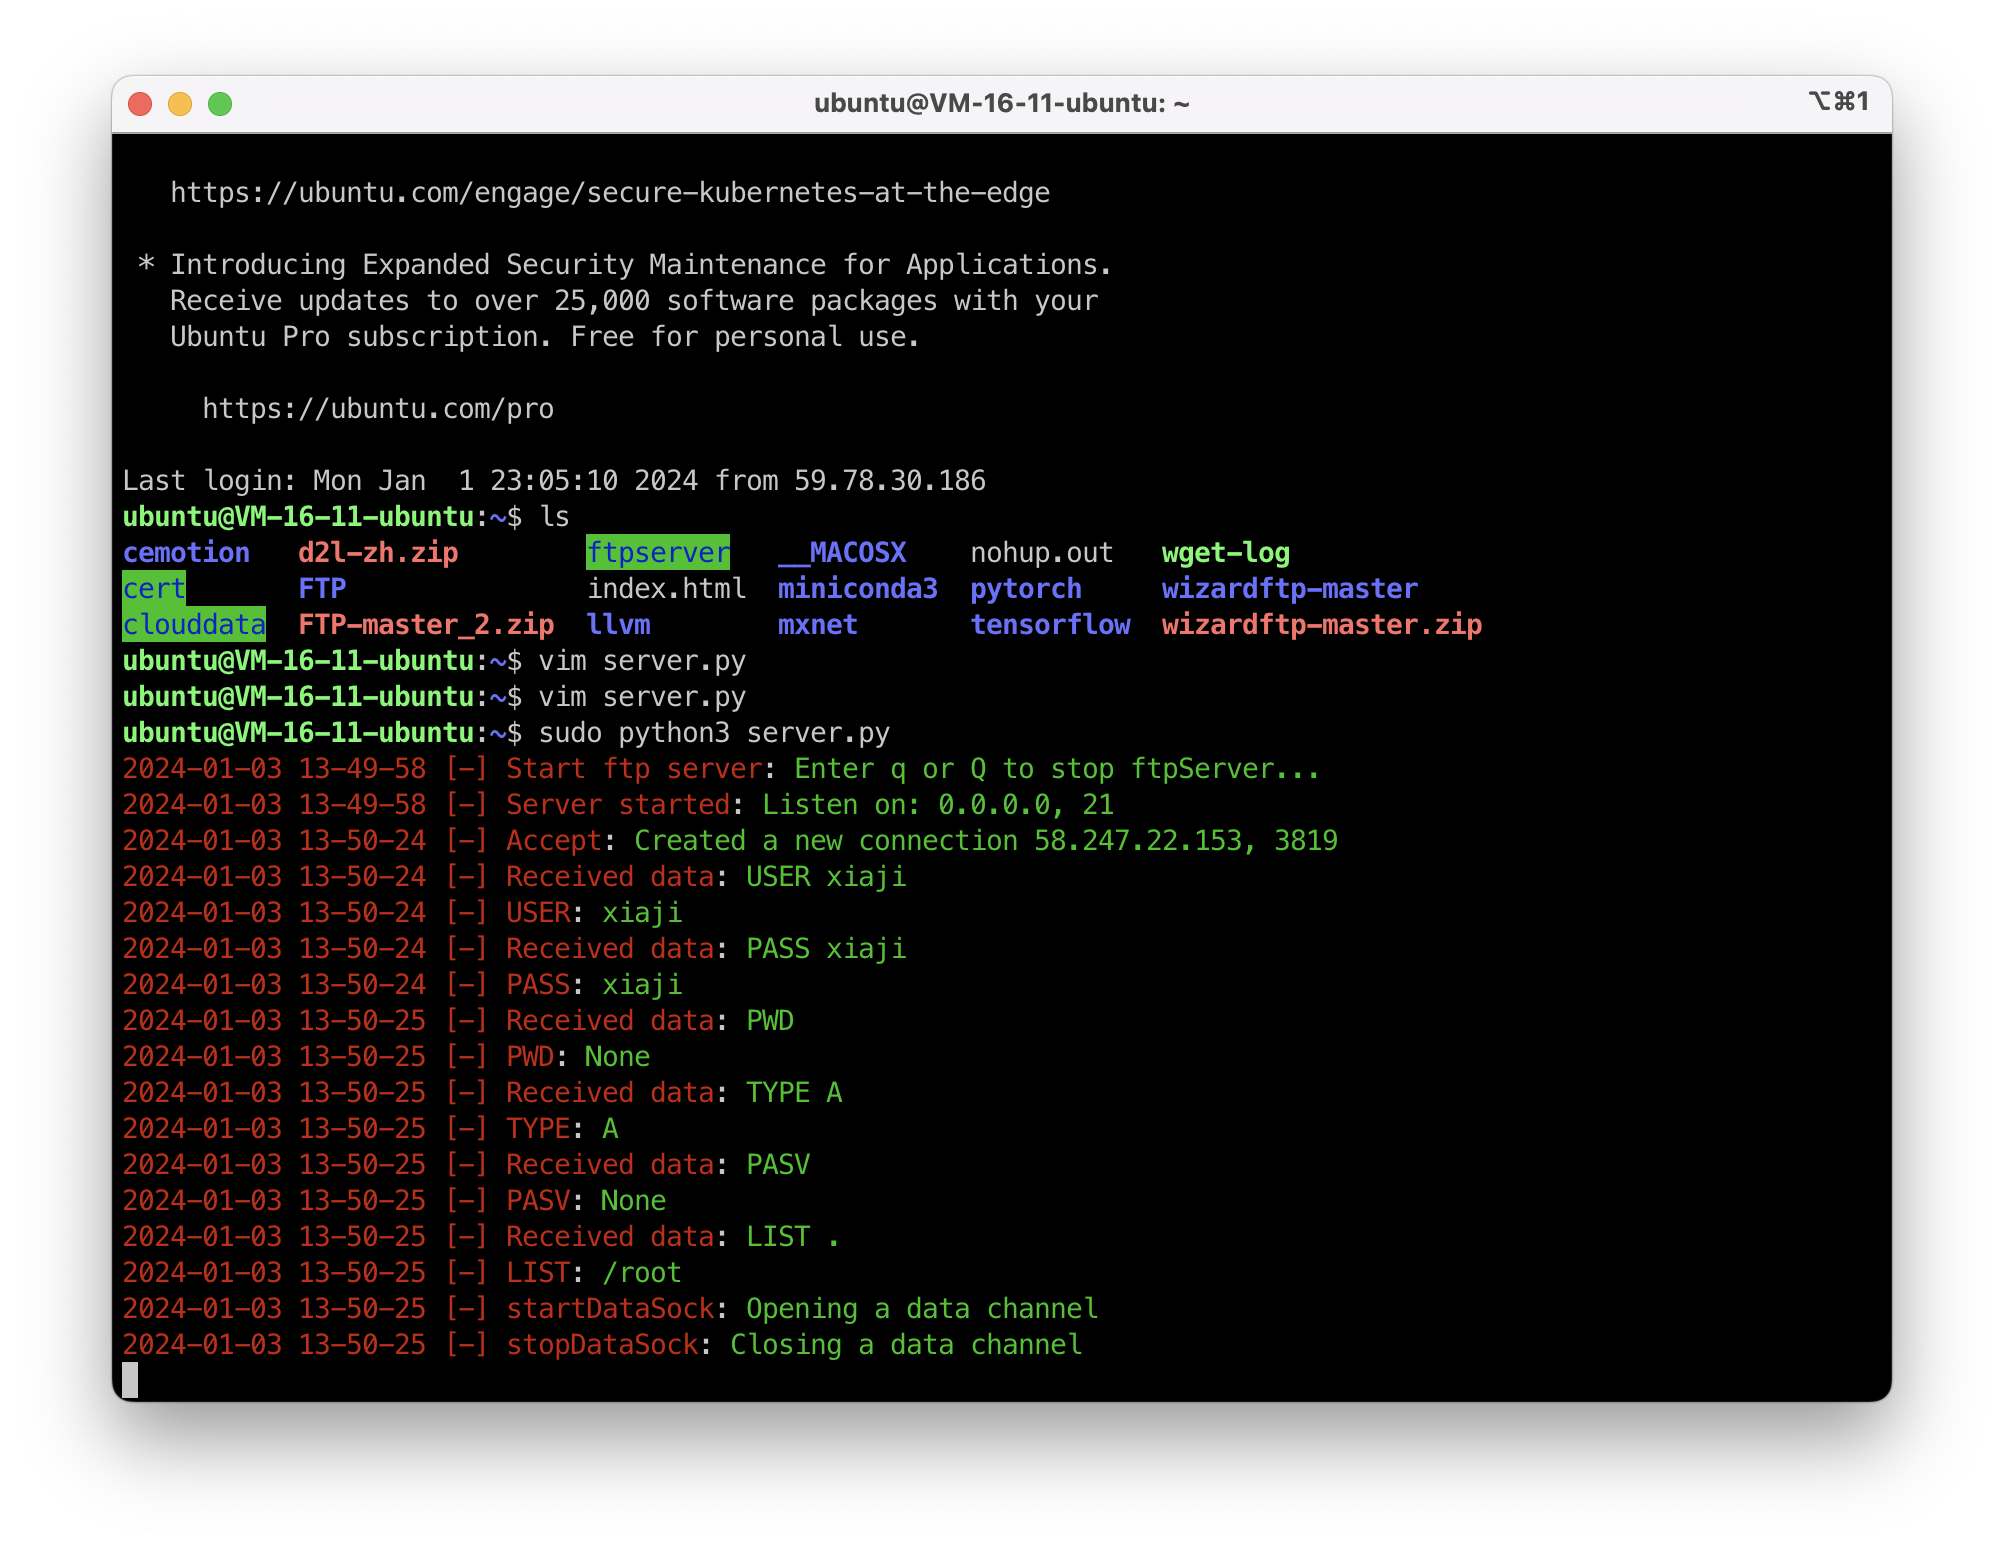 ubuntu@VM-16-11-ubuntu: ~ ⌥⌘1
https://ubuntu.com/engage/secure-kubernetes-at-the-edge
* Introducing Expanded Security Maintenance for Applications.
Receive updates to over 25,000 software packages with your
Ubuntu Pro subscription. Free for personal use.
https://ubuntu.com/pro
Last login: Mon Jan  1 23:05:10 2024 from 59.78.30.186
ubuntu@VM-16-11-ubuntu:~$ ls
cemotion   d2l-zh.zip        ftpserver   __MACOSX    nohup.out   wget-log
cert       FTP               index.html  miniconda3  pytorch     wizardftp-master
clouddata  FTP-master_2.zip  llvm        mxnet       tensorflow  wizardftp-master.zip
ubuntu@VM-16-11-ubuntu:~$ vim server.py
ubuntu@VM-16-11-ubuntu:~$ vim server.py
ubuntu@VM-16-11-ubuntu:~$ sudo python3 server.py
2024-01-03 13-49-58 [-] Start ftp server: Enter q or Q to stop ftpServer...
2024-01-03 13-49-58 [-] Server started: Listen on: 0.0.0.0, 21
2024-01-03 13-50-24 [-] Accept: Created a new connection 58.247.22.153, 3819
2024-01-03 13-50-24 [-] Received data: USER xiaji
2024-01-03 13-50-24 [-] USER: xiaji
2024-01-03 13-50-24 [-] Received data: PASS xiaji
2024-01-03 13-50-24 [-] PASS: xiaji
2024-01-03 13-50-25 [-] Received data: PWD
2024-01-03 13-50-25 [-] PWD: None
2024-01-03 13-50-25 [-] Received data: TYPE A
2024-01-03 13-50-25 [-] TYPE: A
2024-01-03 13-50-25 [-] Received data: PASV
2024-01-03 13-50-25 [-] PASV: None
2024-01-03 13-50-25 [-] Received data: LIST .
2024-01-03 13-50-25 [-] LIST: /root
2024-01-03 13-50-25 [-] startDataSock: Opening a data channel
2024-01-03 13-50-25 [-] stopDataSock: Closing a data channel